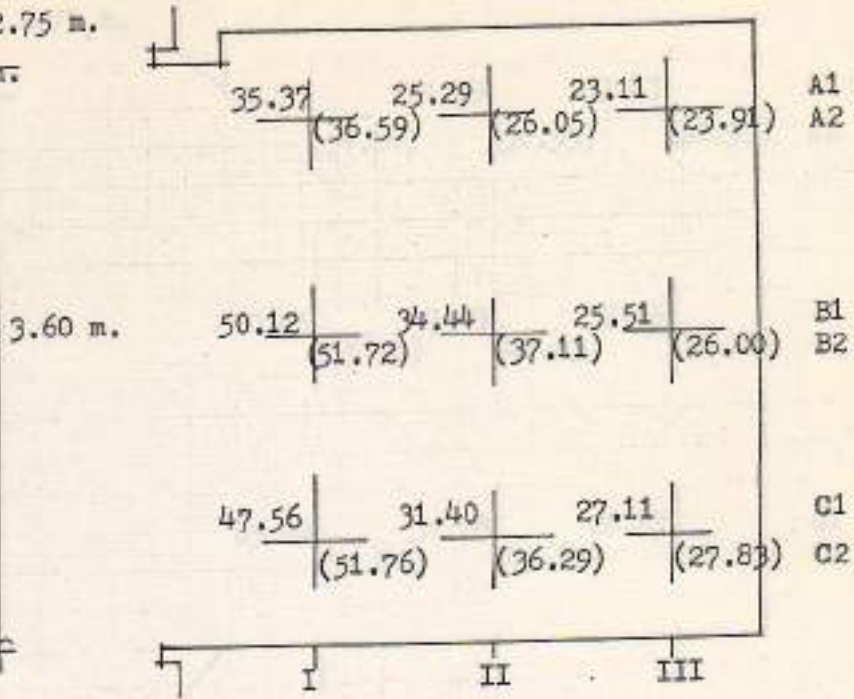 2.75 m.
m.
35.37 25.29 23.11 A1
(36.59) (26.05) (23.91) A2
3.60 m. 50.12 34.44 25.51 B1
(51.72) (37.11) (26.00) B2
47.56 31.40 27.11 C1
(51.76) (36.29) (27.83) C2
I II III